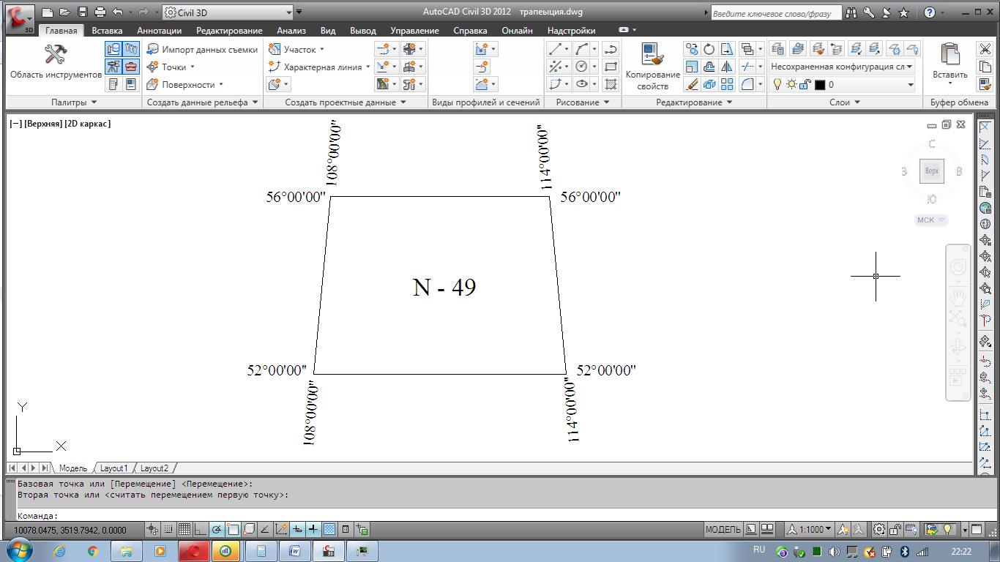 3D
Civil 3D
AutoCAD Civil 3D 2012 трапеыция.dwg
Введите ключевое слово/фразу
Главная Вставка Аннотации Редактирование Анализ Вид Вывод Управление Справка Онлайн Надстройки
Область инструментов
Импорт данных съемки
Точки
Поверхности
Участок
Характерная линия
Копирование свойств
Несохраненная конфигурация сл
0
Вставить
Палитры
Создать данные рельефа
Создать проектные данные
Виды профилей и сечений
Рисование
Редактирование
Слои
Буфер обмена
[–] [Верхняя] [2D каркас]
108°00'00"
114°00'00"
56°00'00"
56°00'00"
N - 49
52°00'00"
52°00'00"
108°00'00"
114°00'00"
С
З
Верх
В
Ю
МСК
Y
X
Модель Layout1 Layout2
Базовая точка или [Перемещение] <Перемещение>:
Вторая точка или <считать перемещением первую точку>:
Команда:
10078.0475, 3519.7942, 0.0000
МОДЕЛЬ
1:1000
RU
22:22